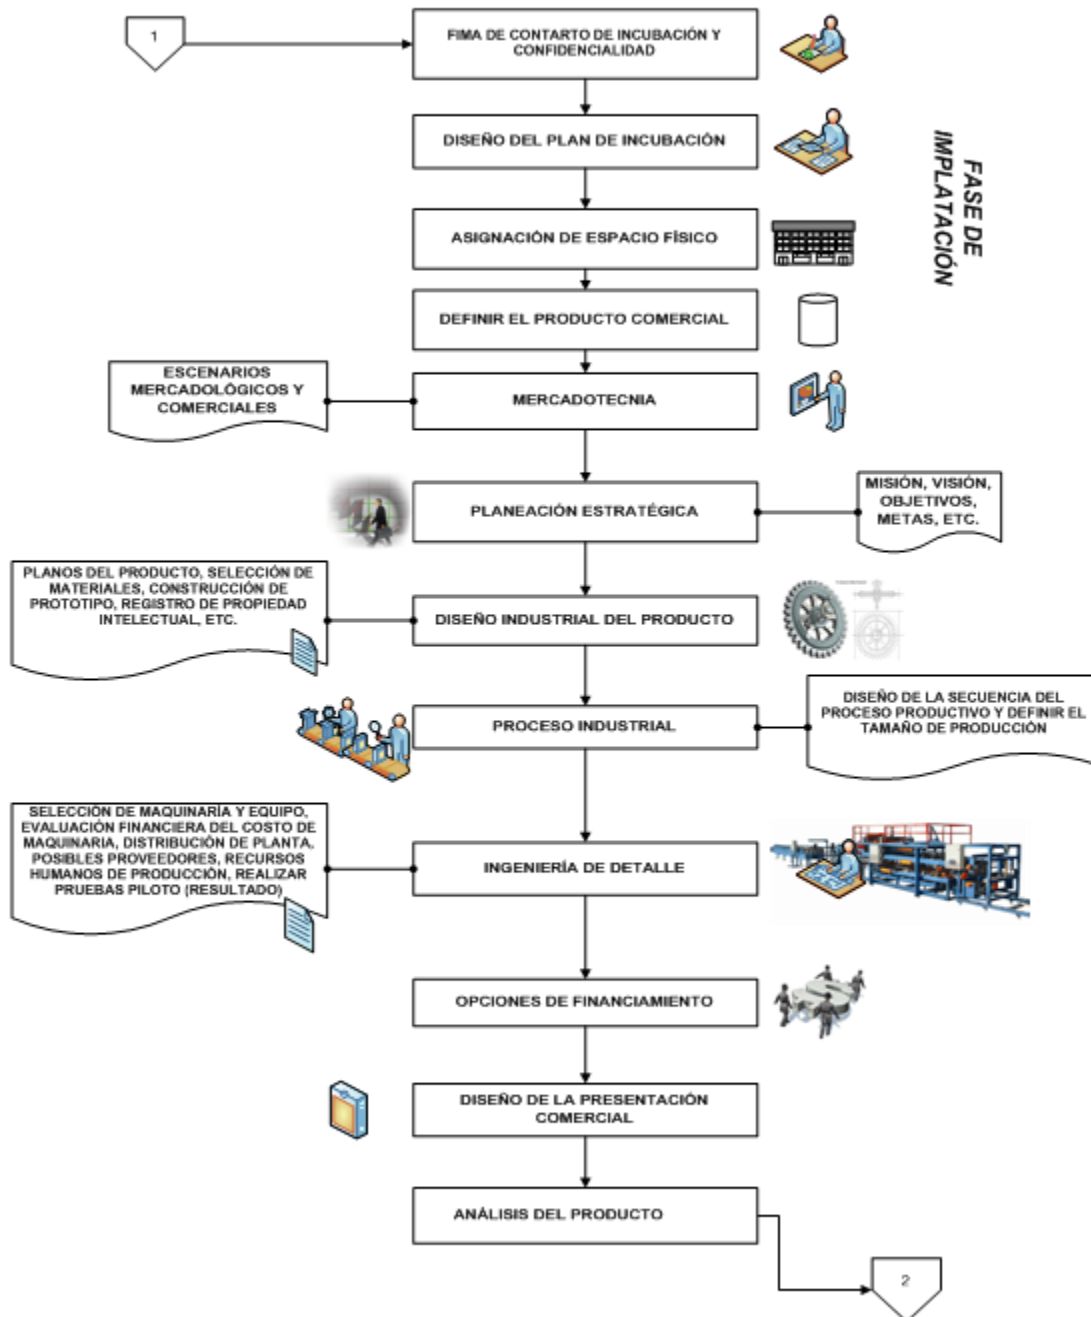 1
FIMA DE CONTARTO DE INCUBACIÓN Y
CONFIDENCIALIDAD
DISEÑO DEL PLAN DE INCUBACIÓN
FASE DE
IMPLATACIÓN
ASIGNACIÓN DE ESPACIO FÍSICO
DEFINIR EL PRODUCTO COMERCIAL
ESCENARIOS
MERCADOLÓGICOS Y
COMERCIALES
MERCADOTECNIA
PLANEACIÓN ESTRATÉGICA
MISIÓN, VISIÓN,
OBJETIVOS,
METAS, ETC.
PLANOS DEL PRODUCTO, SELECCIÓN DE
MATERIALES, CONSTRUCCIÓN DE
PROTOTIPO, REGISTRO DE PROPIEDAD
INTELECTUAL, ETC.
DISEÑO INDUSTRIAL DEL PRODUCTO
PROCESO INDUSTRIAL
DISEÑO DE LA SECUENCIA DEL
PROCESO PRODUCTIVO Y DEFINIR EL
TAMAÑO DE PRODUCCIÓN
SELECCIÓN DE MAQUINARÍA Y EQUIPO,
EVALUACIÓN FINANCIERA DEL COSTO DE
MAQUINARIA, DISTRIBUCIÓN DE PLANTA,
POSIBLES PROVEEDORES, RECURSOS
HUMANOS DE PRODUCCIÓN, REALIZAR
PRUEBAS PILOTO (RESULTADO)
INGENIERÍA DE DETALLE
OPCIONES DE FINANCIAMIENTO
DISEÑO DE LA PRESENTACIÓN
COMERCIAL
ANÁLISIS DEL PRODUCTO
2